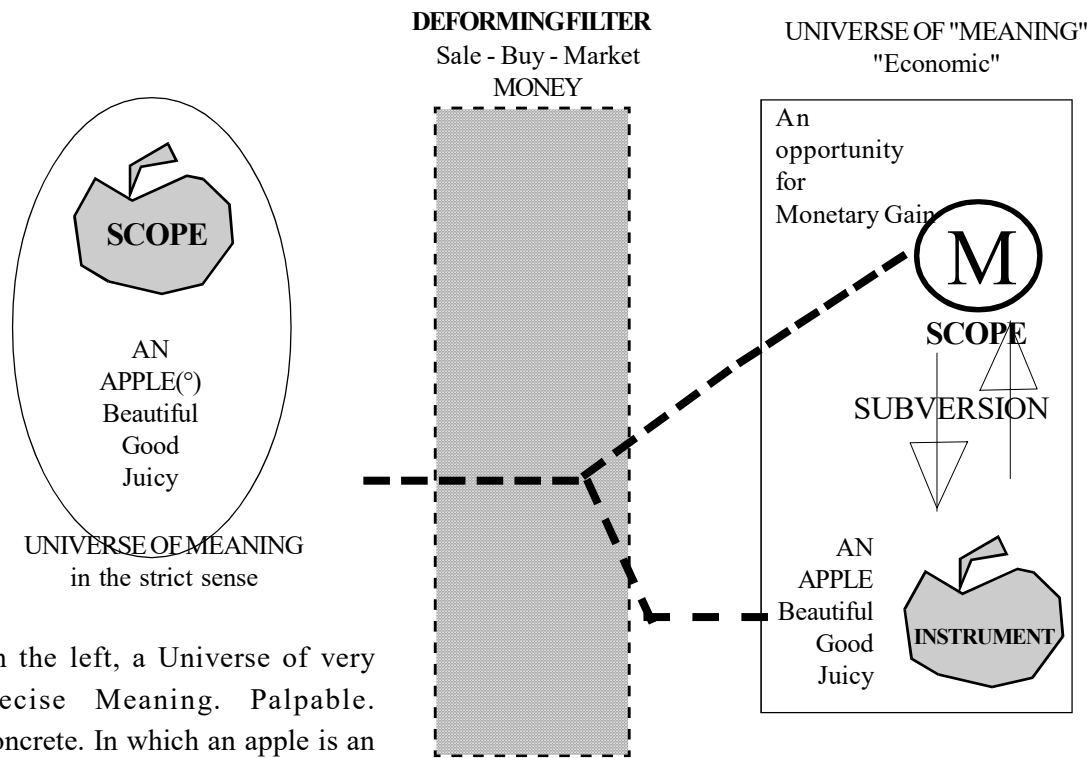 DEFORMING FILTER
Sale - Buy - Market
MONEY
UNIVERSE OF "MEANING"
"Economic"
SCOPE
AN
APPLE(°)
Beautiful
Good
Juicy
UNIVERSE OF MEANING
in the strict sense
An
opportunity
for
Monetary Gain
M
SCOPE
SUBVERSION
AN
APPLE
Beautiful
Good
Juicy
INSTRUMENT
n the left, a Universe of very
ecise Meaning. Palpable.
oncrete. In which an apple is an